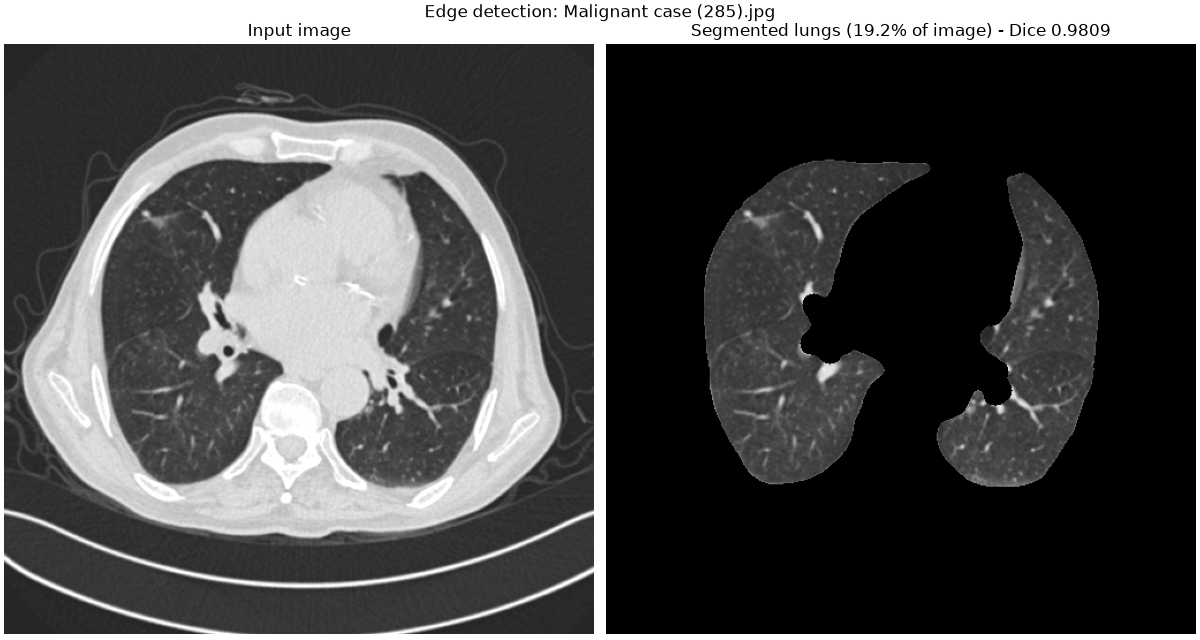 Edge detection: Malignant case (285).jpg
Input image
Segmented lungs (19.2% of image) - Dice 0.9809